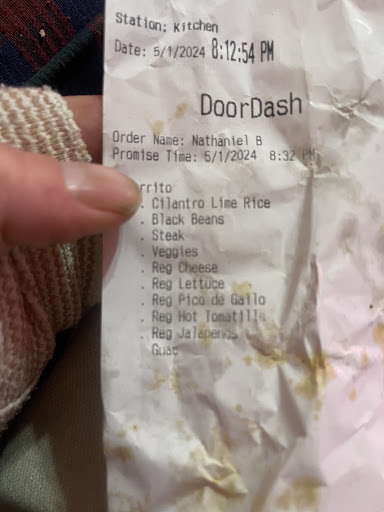 Station: Kitchen
Date: 5/1/2024 8:12:54 PM
DoorDash
Order Name: Nathaniel B
Promise Time: 5/1/2024 8:32 PM
rrito
. Cilantro Lime Rice
. Black Beans
. Steak
. Veggies
. Reg Cheese
. Reg Lettuce
. Reg Pico de Gallo
. Reg Hot Tomatillo
. Reg Jalapenos
Guac